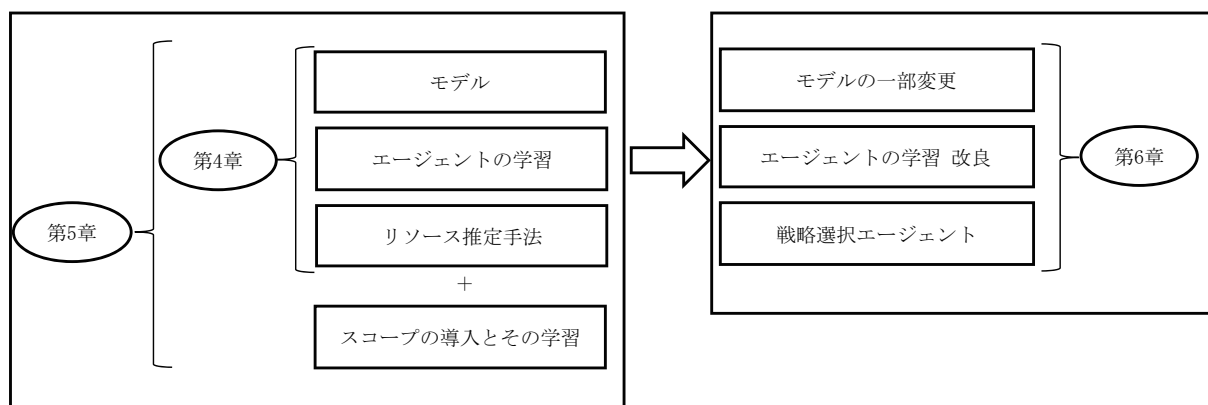 第5章
第4章
モデル
エージェントの学習
リソース推定手法
+
スコープの導入とその学習
モデルの一部変更
エージェントの学習 改良
戦略選択エージェント
第6章